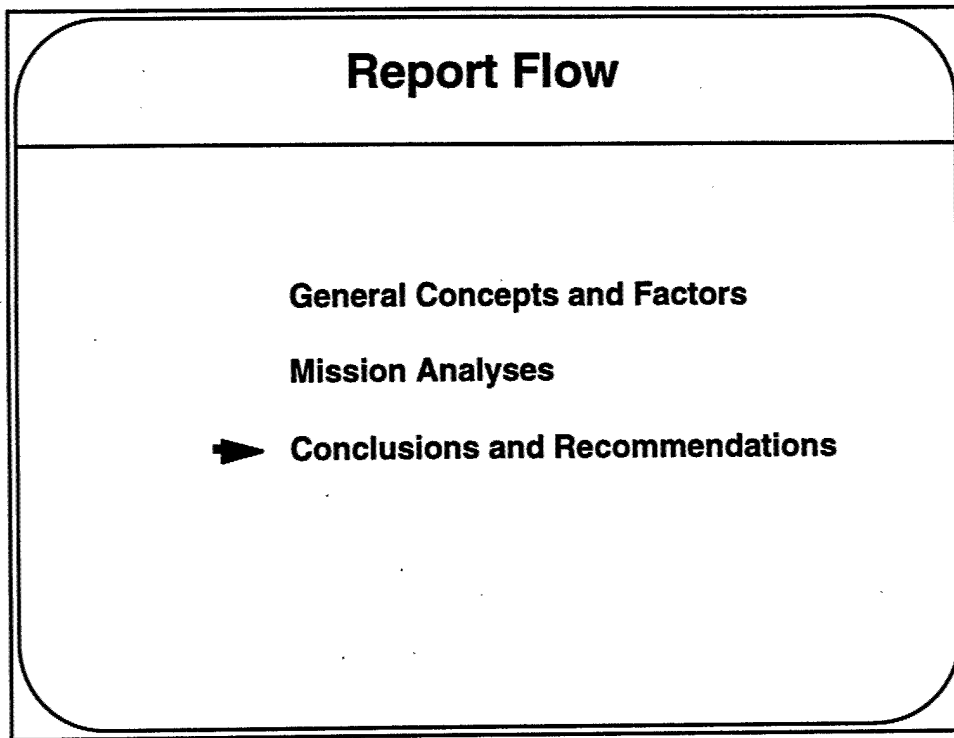 Report Flow
General Concepts and Factors
Mission Analyses
Conclusions and Recommendations